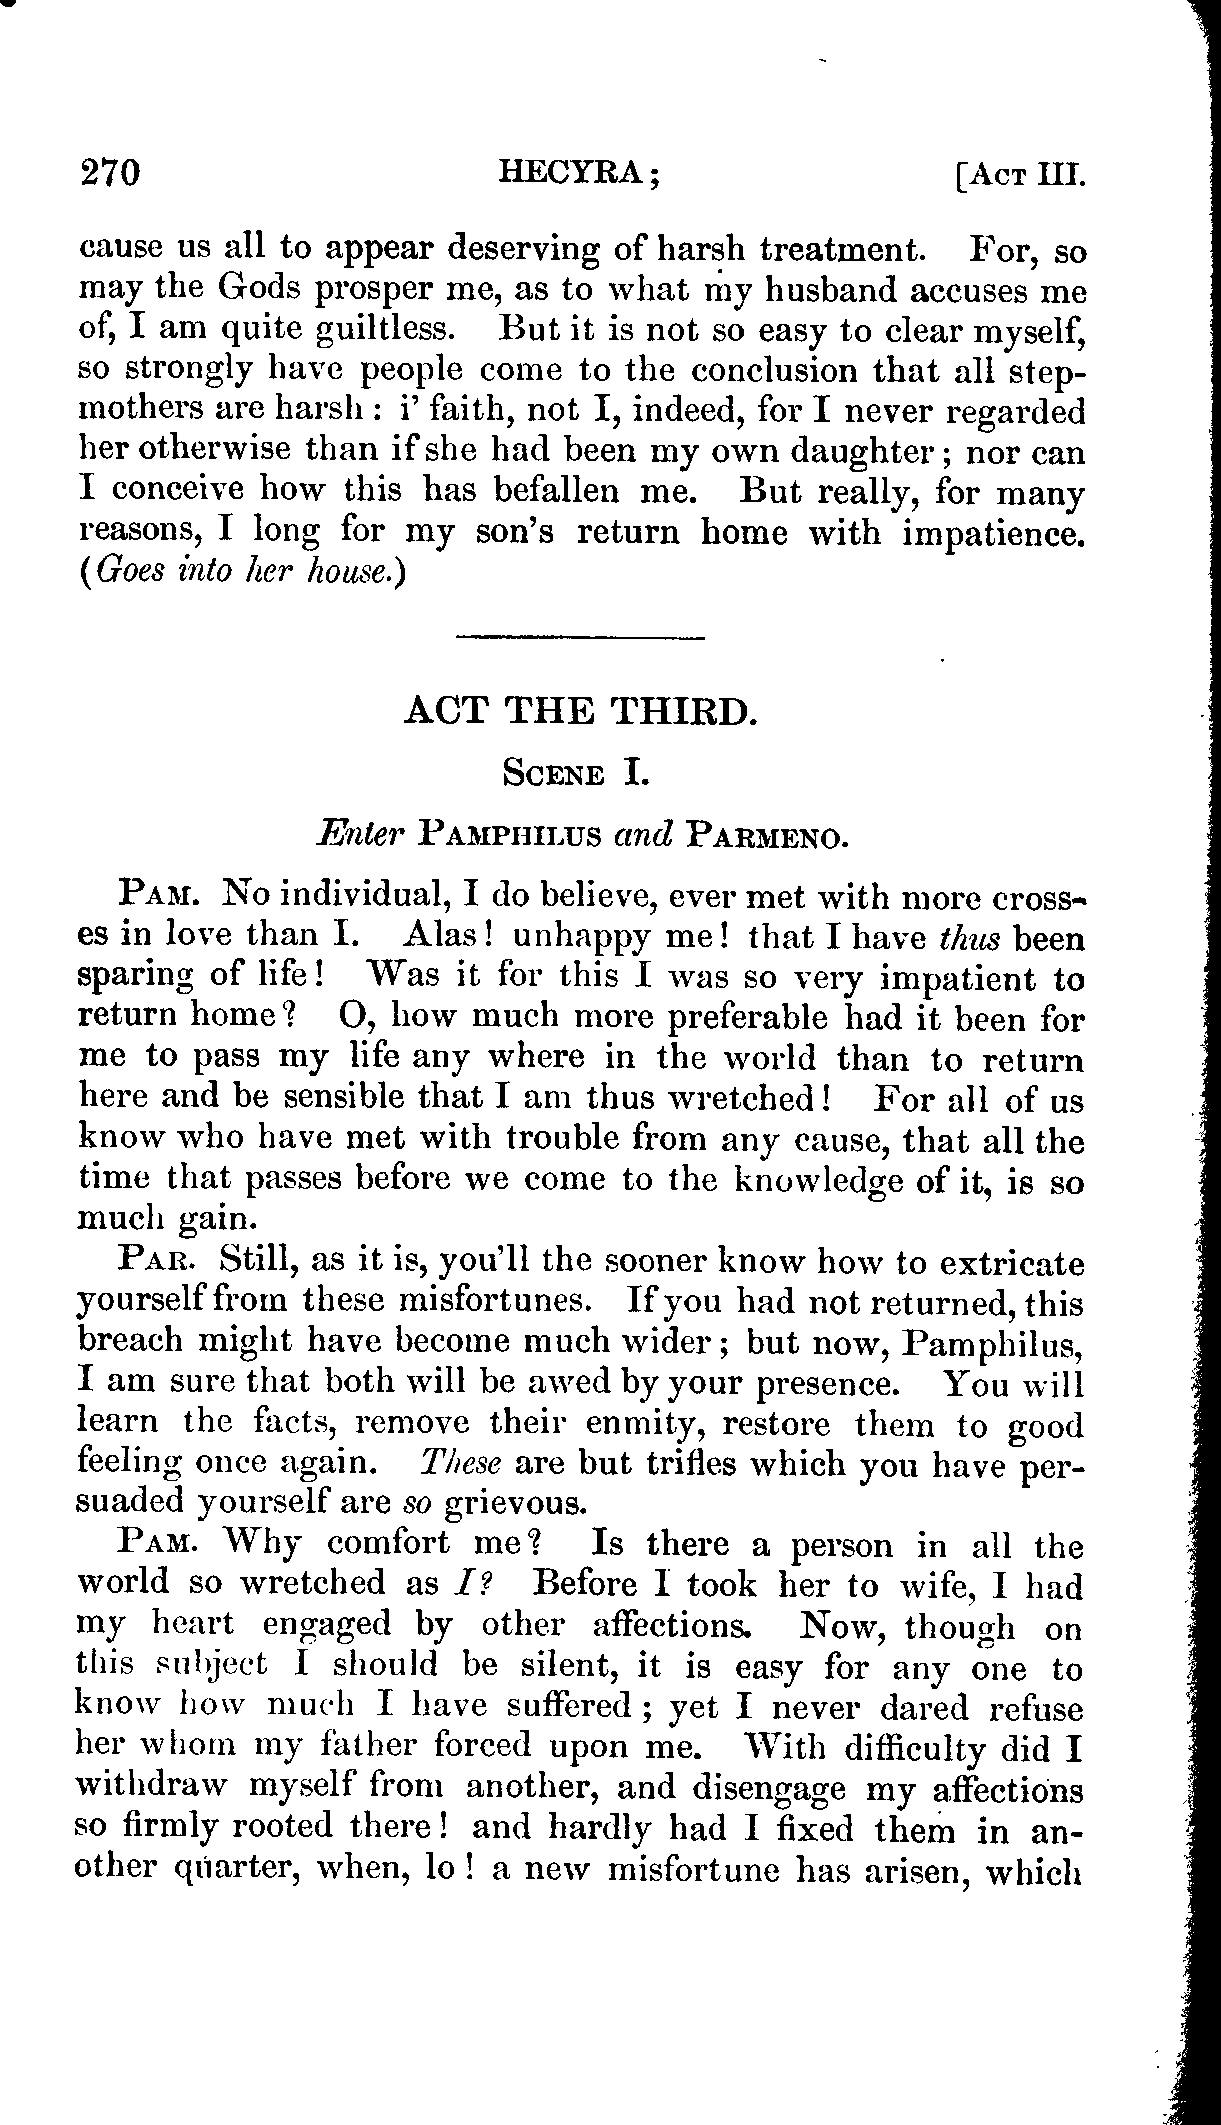 270 HECYRA; [ACT III.
cause us all to appear deserving of harsh treatment. For, so
may the Gods prosper me, as to what my husband accuses me
of, I am quite guiltless. But it is not so easy to clear myself,
so strongly have people come to the conclusion that all step-
mothers are harsh: i' faith, not I, indeed, for I never regarded
her otherwise than if she had been my own daughter; nor can
I conceive how this has befallen me. But really, for many
reasons, I long for my son's return home with impatience.
(Goes into her house.)
ACT THE THIRD.
SCENE I.
Enter PAMPHILUS and PARMENO.
PAM. No individual, I do believe, ever met with more cross-
es in love than I. Alas! unhappy me! that I have thus been
sparing of life! Was it for this I was so very impatient to
return home? O, how much more preferable had it been for
me to pass my life any where in the world than to return
here and be sensible that I am thus wretched! For all of us
know who have met with trouble from any cause, that all the
time that passes before we come to the knowledge of it, is so
much gain.
PAR. Still, as it is, you'll the sooner know how to extricate
yourself from these misfortunes. If you had not returned, this
breach might have become much wider; but now, Pamphilus,
I am sure that both will be awed by your presence. You will
learn the facts, remove their enmity, restore them to good
feeling once again. These are but trifles which you have per-
suaded yourself are so grievous.
PAM. Why comfort me? Is there a person in all the
world so wretched as I? Before I took her to wife, I had
my heart engaged by other affections. Now, though on
this subject I should be silent, it is easy for any one to
know how much I have suffered; yet I never dared refuse
her whom my father forced upon me. With difficulty did I
withdraw myself from another, and disengage my affections
so firmly rooted there! and hardly had I fixed them in an-
other quarter, when, lo! a new misfortune has arisen, which